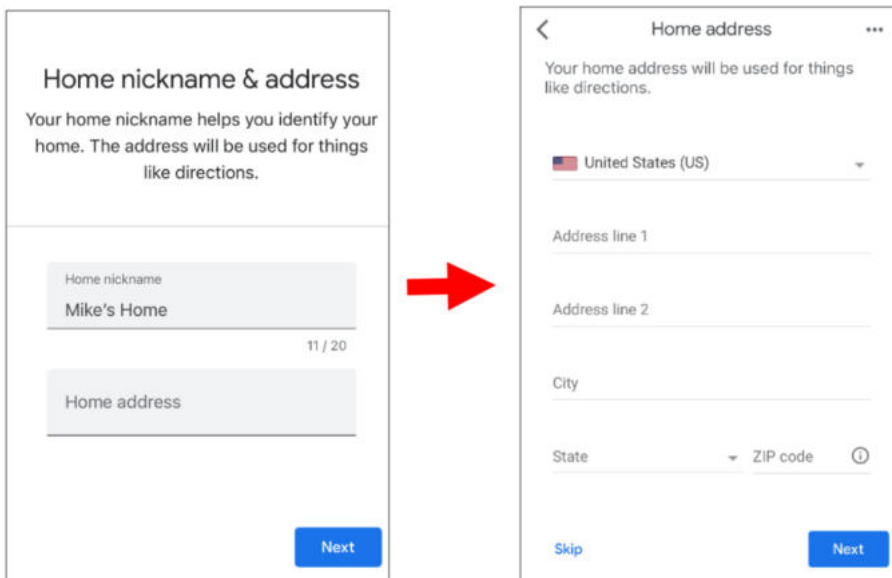 Home nickname & address
Your home nickname helps you identify your
home. The address will be used for things
like directions.
Home nickname
Mike's Home
11 / 20
Home address
Next
Home address
Your home address will be used for things
like directions.
United States (US)
Address line 1
Address line 2
City
State ZIP code
Skip Next